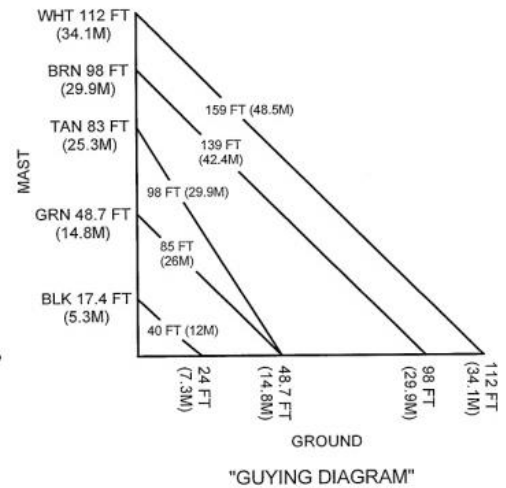 WHT 112 FT
(34.1M)
BRN 98 FT
(29.9M)
TAN 83 FT
(25.3M)
GRN 48.7 FT
(14.8M)
BLK 17.4 FT
(5.3M)
MAST
159 FT (48.5M)
139 FT
(42.4M)
98 FT (29.9M)
85 FT
(26M)
40 FT (12M)
24 FT
(7.3M)
48.7 FT
(14.8M)
98 FT
(29.9M)
112 FT
(34.1M)
GROUND
"GUYING DIAGRAM"